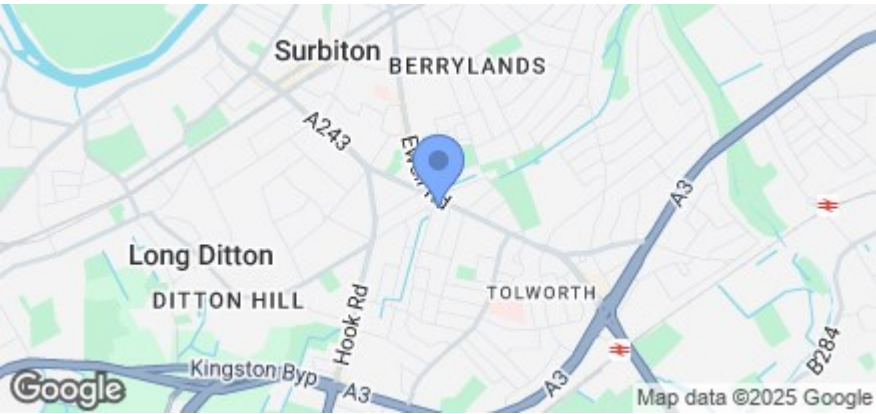 Surbiton
BERRYLANDS
A243
A3
Long Ditton
DITTON HILL
Hook Rd
TOLWORTH
Kingston Byp
A3
A3
B284
Google
Map data ©2025 Google